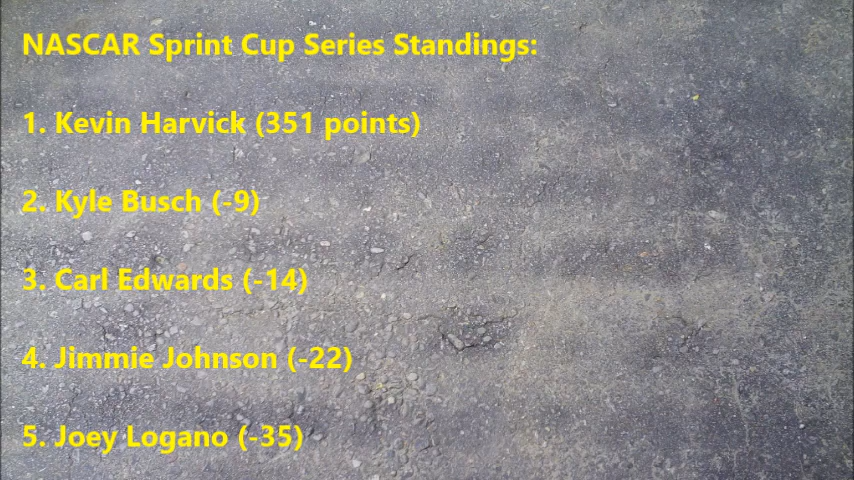 NASCAR Sprint Cup Series Standings:
1. Kevin Harvick (351 points)
2. Kyle Busch (-9)
3. Carl Edwards (-14)
4. Jimmie Johnson (-22)
5. Joey Logano (-35)